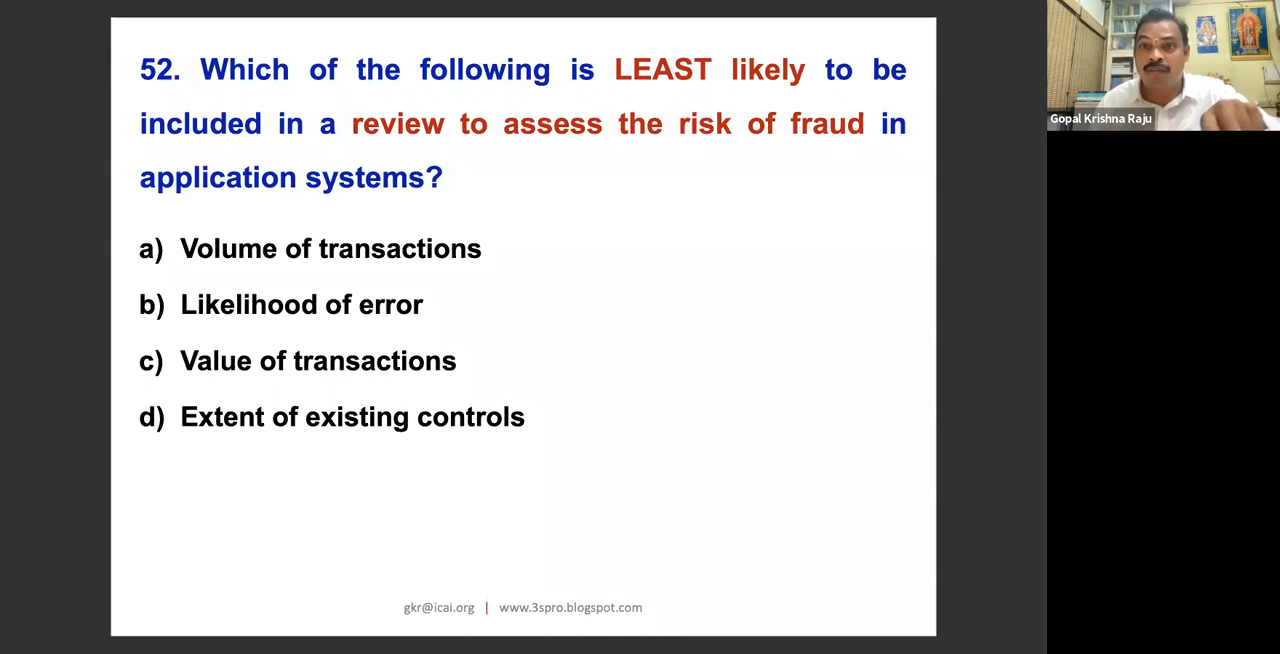 52. Which of the following is LEAST likely to be
included in a review to assess the risk of fraud in
application systems?
a) Volume of transactions
b) Likelihood of error
c) Value of transactions
d) Extent of existing controls
gkr@icai.org | www.3spro.blogspot.com
Gopal Krishna Raju